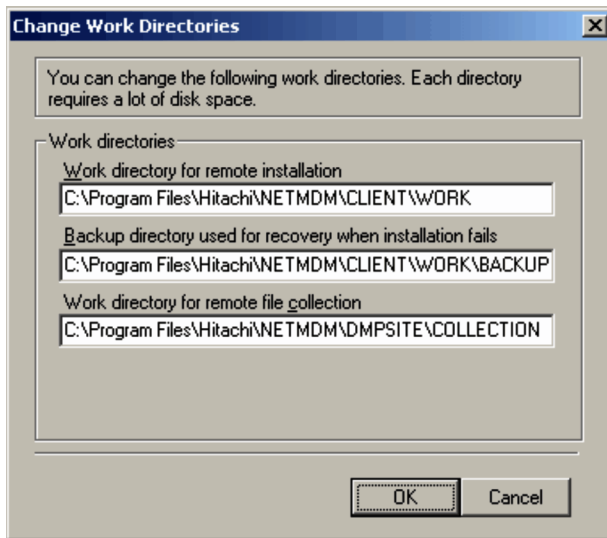 Change Work Directories
You can change the following work directories. Each directory
requires a lot of disk space.
Work directories
Work directory for remote installation
C:\Program Files\Hitachi\NETMDM\CLIENT\WORK
Backup directory used for recovery when installation fails
C:\Program Files\Hitachi\NETMDM\CLIENT\WORK\BACKUP
Work directory for remote file collection
C:\Program Files\Hitachi\NETMDM\DMPSITE\COLLECTION
OK
Cancel